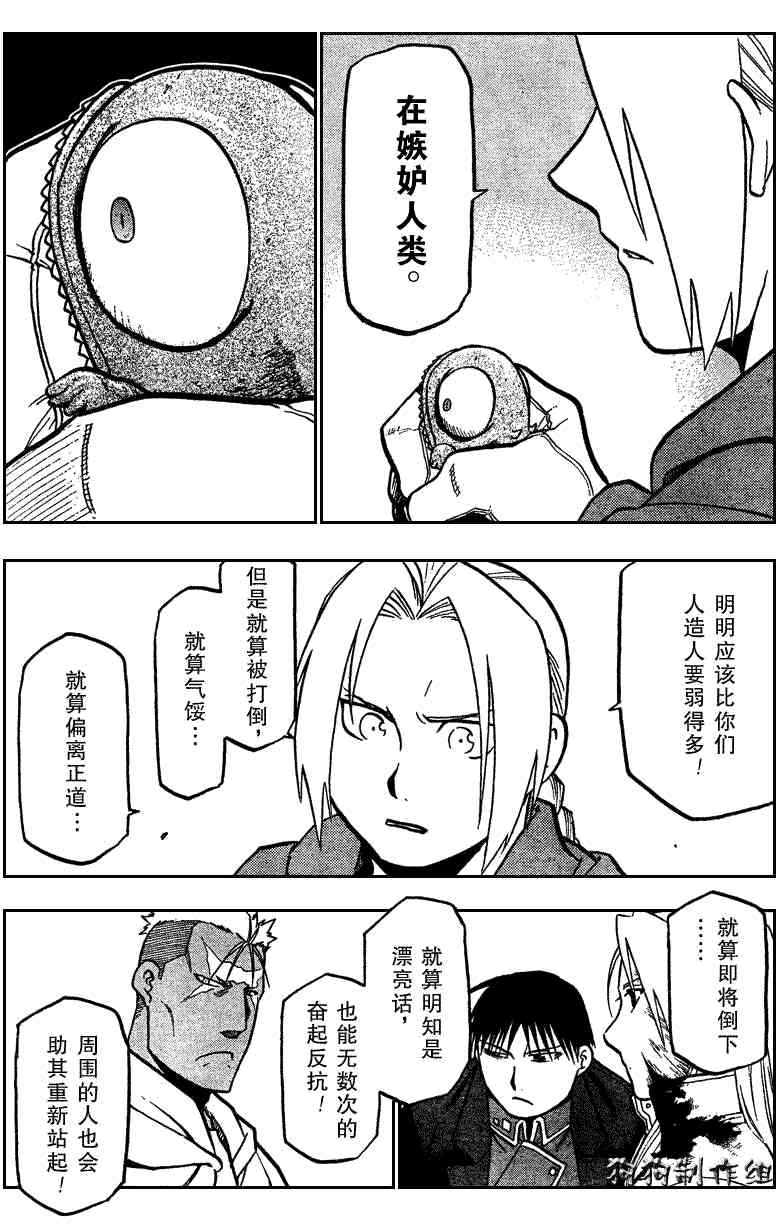 在嫉妒人类。
明明应该比你们
人造人要弱得多！
但是就算被打倒，
就算气馁…
就算偏离正道…
就算即将倒下
……
就算明知是
漂亮话，
也能无数次的
奋起反抗！
周围的人也会
助其重新站起！
狗狗制作组